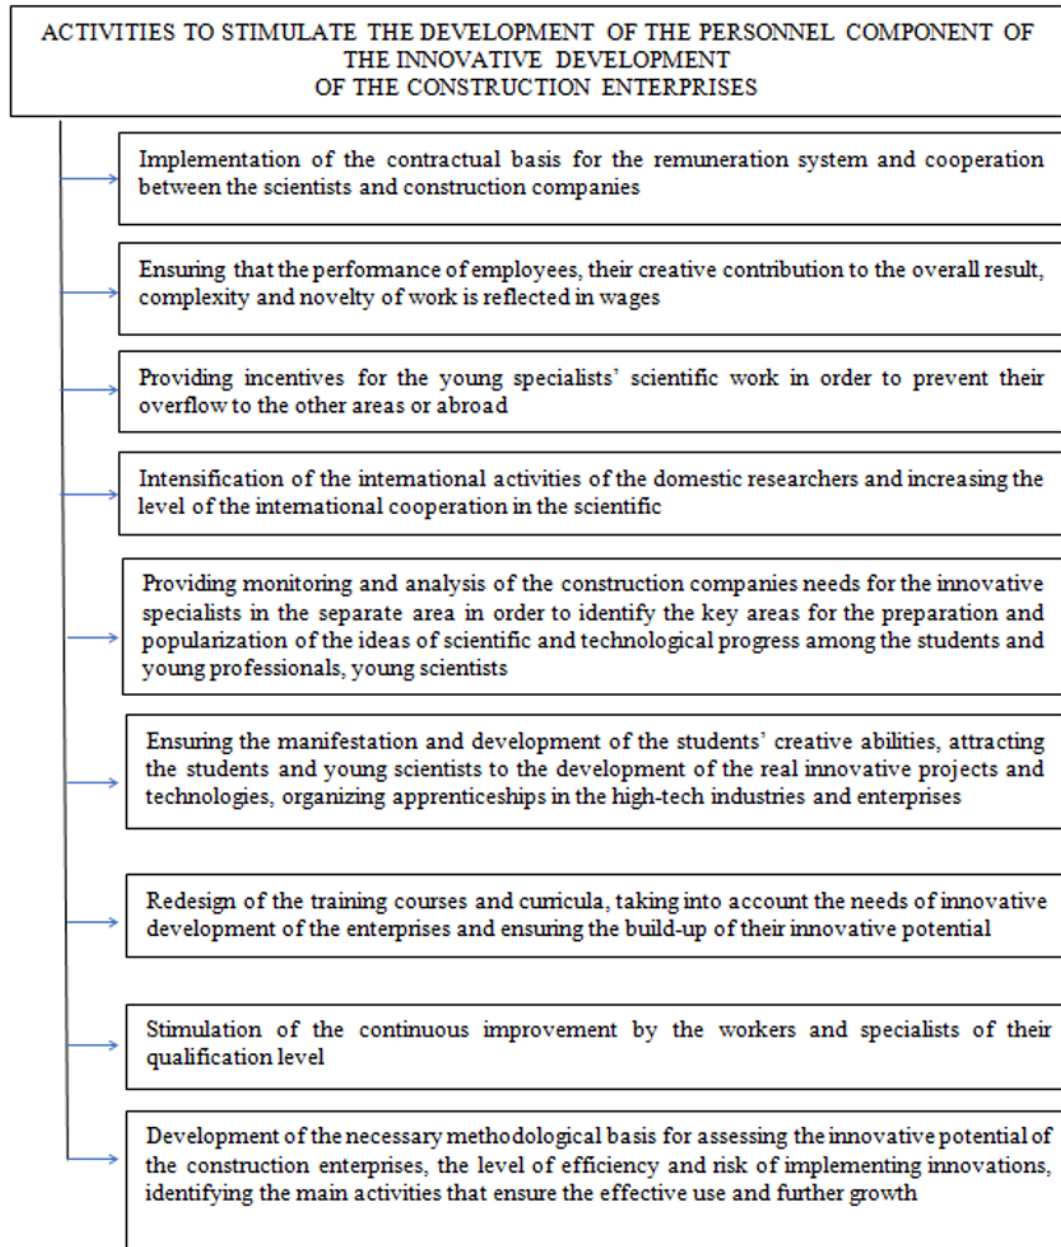 ACTIVITIES TO STIMULATE THE DEVELOPMENT OF THE PERSONNEL COMPONENT OF
THE INNOVATIVE DEVELOPMENT
OF THE CONSTRUCTION ENTERPRISES
Implementation of the contractual basis for the remuneration system and cooperation
between the scientists and construction companies
Ensuring that the performance of employees, their creative contribution to the overall result,
complexity and novelty of work is reflected in wages
Providing incentives for the young specialists’ scientific work in order to prevent their
overflow to the other areas or abroad
Intensification of the international activities of the domestic researchers and increasing the
level of the international cooperation in the scientific
Providing monitoring and analysis of the construction companies needs for the innovative
specialists in the separate area in order to identify the key areas for the preparation and
popularization of the ideas of scientific and technological progress among the students and
young professionals, young scientists
Ensuring the manifestation and development of the students’ creative abilities, attracting
the students and young scientists to the development of the real innovative projects and
technologies, organizing apprenticeships in the high-tech industries and enterprises
Redesign of the training courses and curricula, taking into account the needs of innovative
development of the enterprises and ensuring the build-up of their innovative potential
Stimulation of the continuous improvement by the workers and specialists of their
qualification level
Development of the necessary methodological basis for assessing the innovative potential of
the construction enterprises, the level of efficiency and risk of implementing innovations,
identifying the main activities that ensure the effective use and further growth